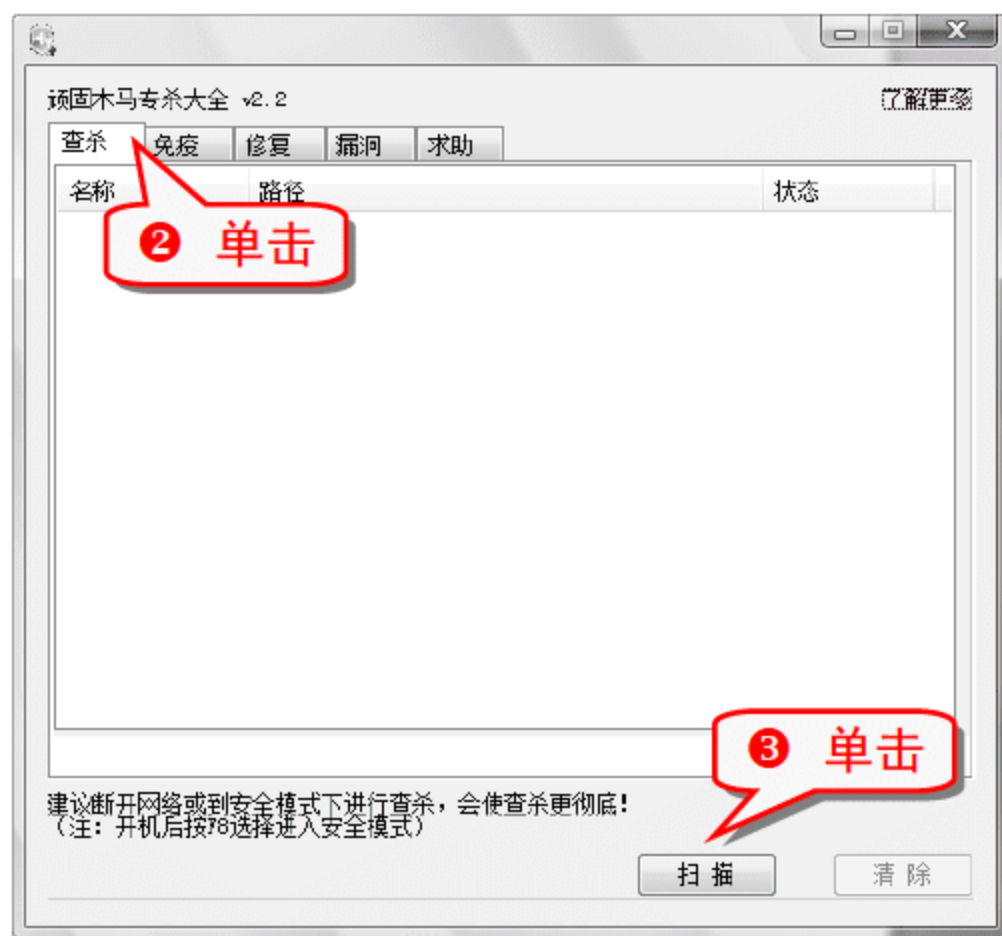 顽固木马专杀大全 v2.2
了解更多
查杀 免疫 修复 漏洞 求助
名称 路径 状态
❷ 单击
❸ 单击
建议断开网络或到安全模式下进行查杀，会使查杀更彻底！
（注：开机后按F8选择进入安全模式）
扫 描 清 除